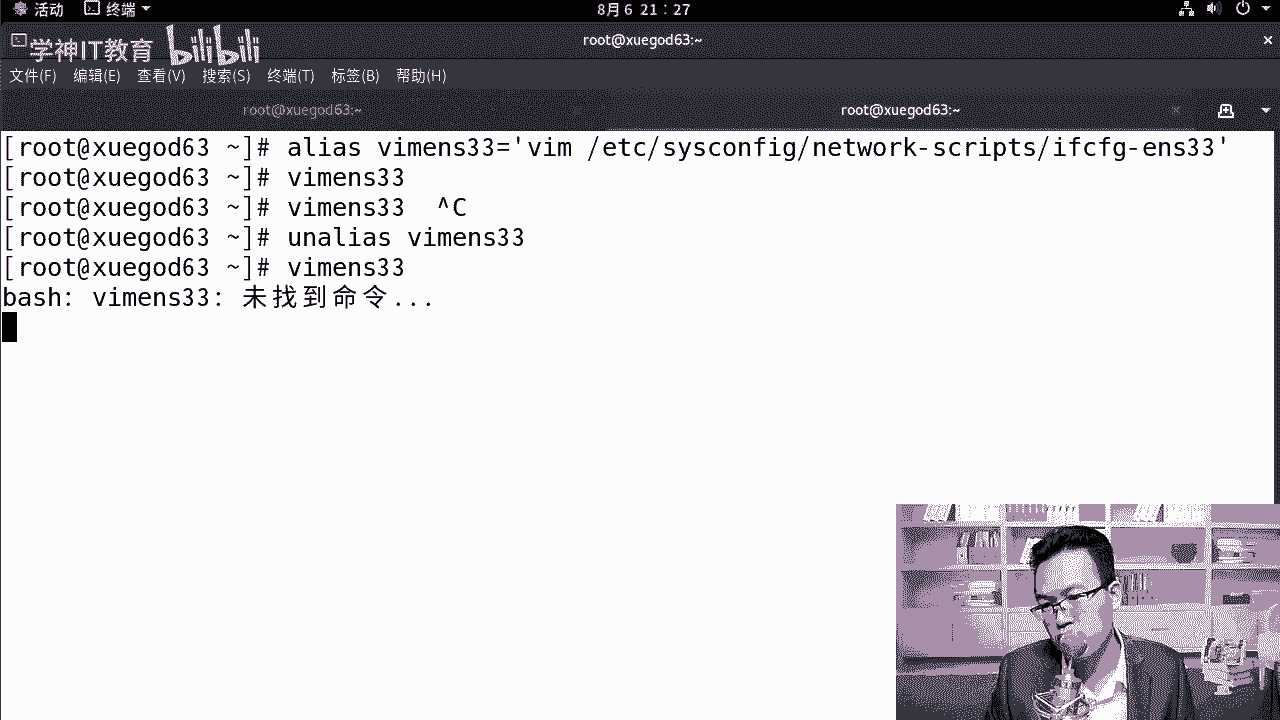 活动 终端 8月6 21：27
学神IT教育 bilibili
root@xuegod63:~
文件(F) 编辑(E) 查看(V) 搜索(S) 终端(T) 标签(B) 帮助(H)
root@xuegod63:~ root@xuegod63:~
[root@xuegod63 ~]# alias vimens33='vim /etc/sysconfig/network-scripts/ifcfg-ens33'
[root@xuegod63 ~]# vimens33
[root@xuegod63 ~]# vimens33  ^C
[root@xuegod63 ~]# unalias vimens33
[root@xuegod63 ~]# vimens33
bash: vimens33: 未找到命令...